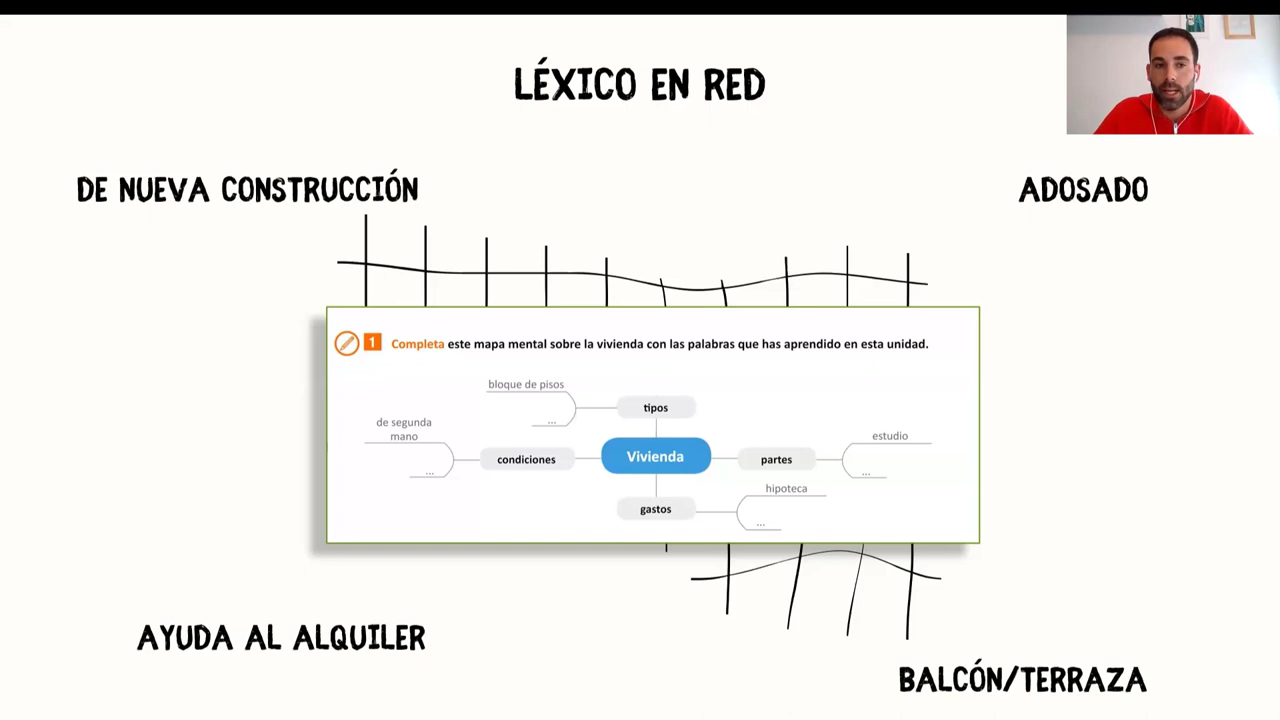 LÉXICO EN RED
DE NUEVA CONSTRUCCIÓN
ADOSADO
1 Completa este mapa mental sobre la vivienda con las palabras que has aprendido en esta unidad.
bloque de pisos
...
tipos
de segunda
mano
...
condiciones
Vivienda
partes
estudio
...
gastos
hipoteca
...
AYUDA AL ALQUILER
BALCÓN/TERRAZA